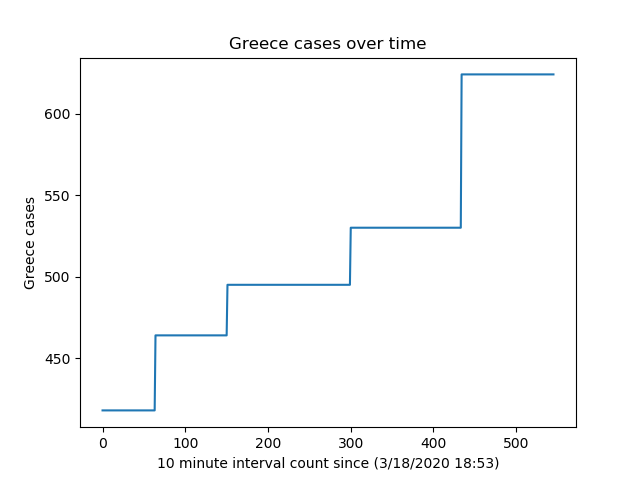 Greece cases over time
600
550
500
450
Greece cases
0 100 200 300 400 500
10 minute interval count since (3/18/2020 18:53)